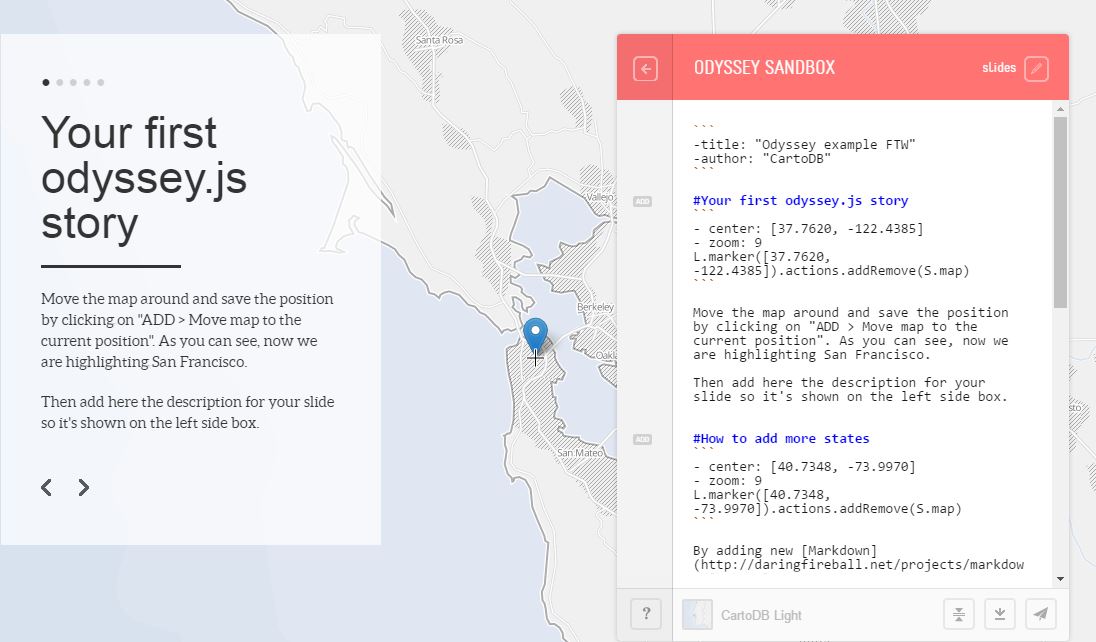 Santa Rosa
Vallejo
Berkeley
Oakla
San Mateo
sto
Your first
odyssey.js
story
Move the map around and save the position
by clicking on "ADD > Move map to the
current position". As you can see, now we
are highlighting San Francisco.
Then add here the description for your slide
so it's shown on the left side box.
ODYSSEY SANDBOX
slides
```
-title: "Odyssey example FTW"
-author: "CartoDB"
```
ADD
#Your first odyssey.js story
```
- center: [37.7620, -122.4385]
- zoom: 9
L.marker([37.7620,
-122.4385]).actions.addRemove(S.map)
```
Move the map around and save the position
by clicking on "ADD > Move map to the
current position". As you can see, now we
are highlighting San Francisco.
Then add here the description for your
slide so it's shown on the left side box.
ADD
#How to add more states
```
- center: [40.7348, -73.9970]
- zoom: 9
L.marker([40.7348,
-73.9970]).actions.addRemove(S.map)
```
By adding new [Markdown]
(http://daringfireball.net/projects/markdow
?
CartoDB Light